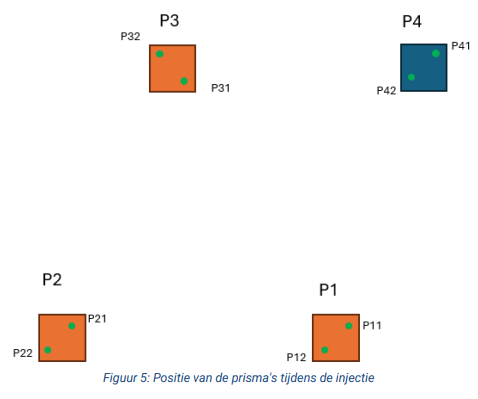 P3
P4
P32
P41
P31
P42
P2
P1
P21
P11
P22
P12
Figuur 5: Positie van de prisma's tijdens de injectie